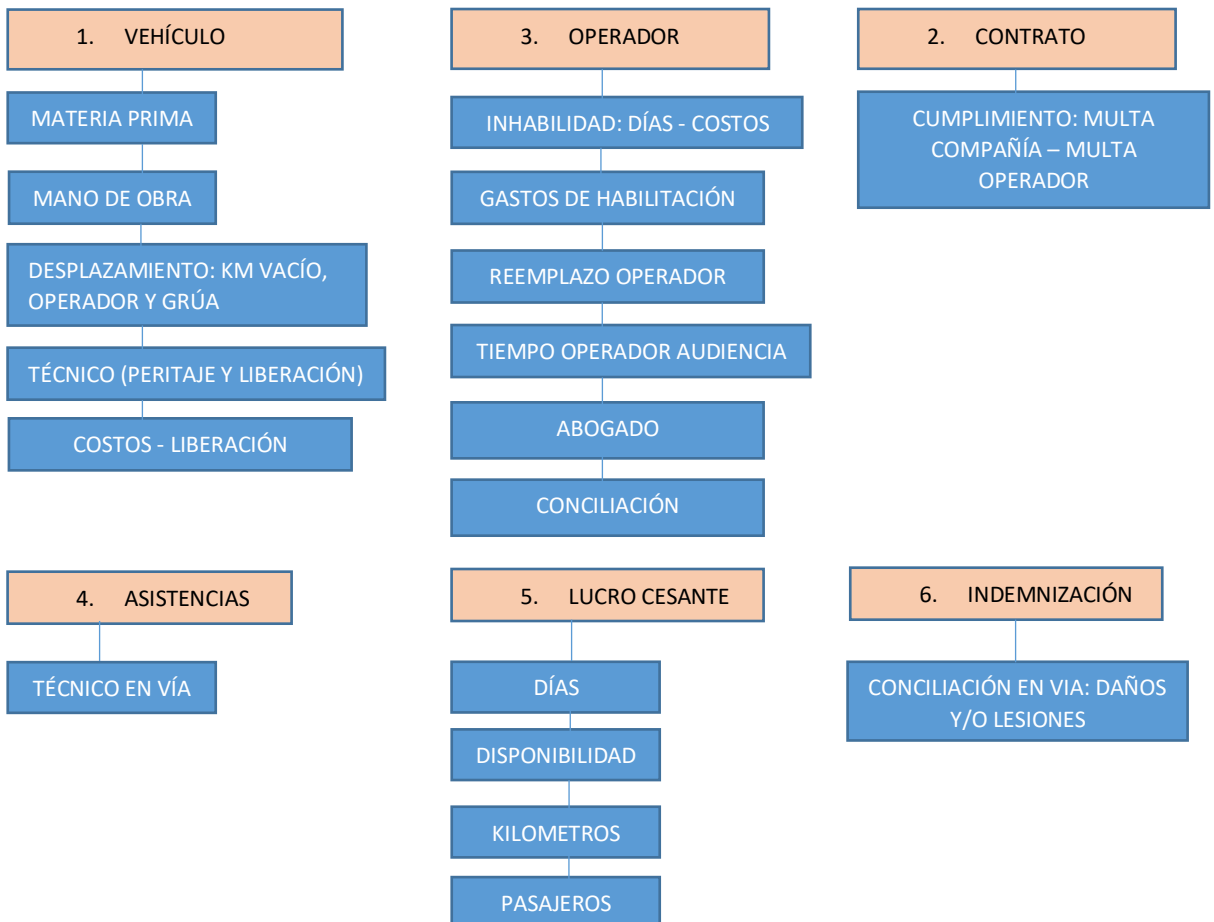 1. VEHÍCULO
MATERIA PRIMA
MANO DE OBRA
DESPLAZAMIENTO: KM VACÍO,
OPERADOR Y GRÚA
TÉCNICO (PERITAJE Y LIBERACIÓN)
COSTOS - LIBERACIÓN
3. OPERADOR
INHABILIDAD: DÍAS - COSTOS
GASTOS DE HABILITACIÓN
REEMPLAZO OPERADOR
TIEMPO OPERADOR AUDIENCIA
ABOGADO
CONCILIACIÓN
2. CONTRATO
CUMPLIMIENTO: MULTA
COMPAÑÍA – MULTA
OPERADOR
4. ASISTENCIAS
TÉCNICO EN VÍA
5. LUCRO CESANTE
DÍAS
DISPONIBILIDAD
KILOMETROS
PASAJEROS
6. INDEMNIZACIÓN
CONCILIACIÓN EN VIA: DAÑOS
Y/O LESIONES